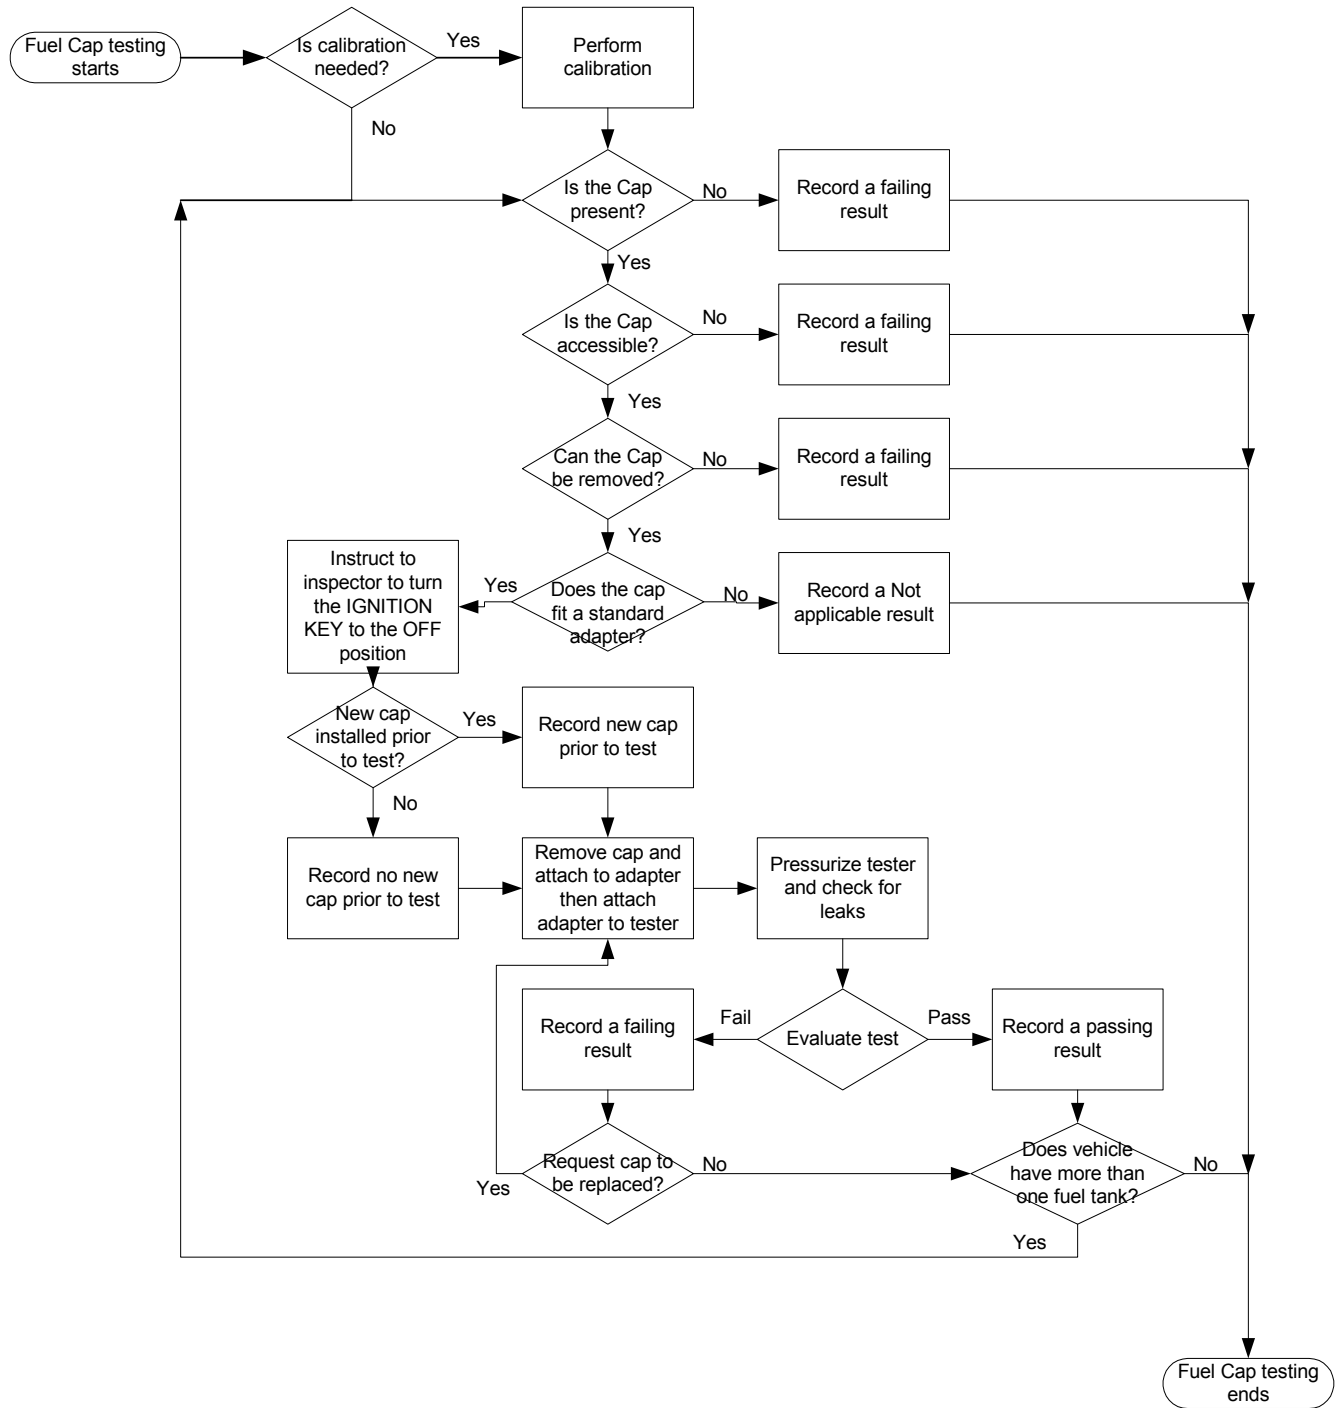 Fuel Cap testing
starts
Is calibration
needed?
Yes
Perform
calibration
No
Is the Cap
present?
No
Record a failing
result
Yes
Is the Cap
accessible?
No
Record a failing
result
Yes
Can the Cap
be removed?
No
Record a failing
result
Yes
Instruct to
inspector to turn
the IGNITION
KEY to the OFF
position
Yes
Does the cap
fit a standard
adapter?
No
Record a Not
applicable result
New cap
installed prior
to test?
Yes
Record new cap
prior to test
No
Record no new
cap prior to test
Remove cap and
attach to adapter
then attach
adapter to tester
Pressurize tester
and check for
leaks
Record a failing
result
Fail
Evaluate test
Pass
Record a passing
result
Yes
Request cap to
be replaced?
No
Does vehicle
have more than
one fuel tank?
No
Yes
Fuel Cap testing
ends